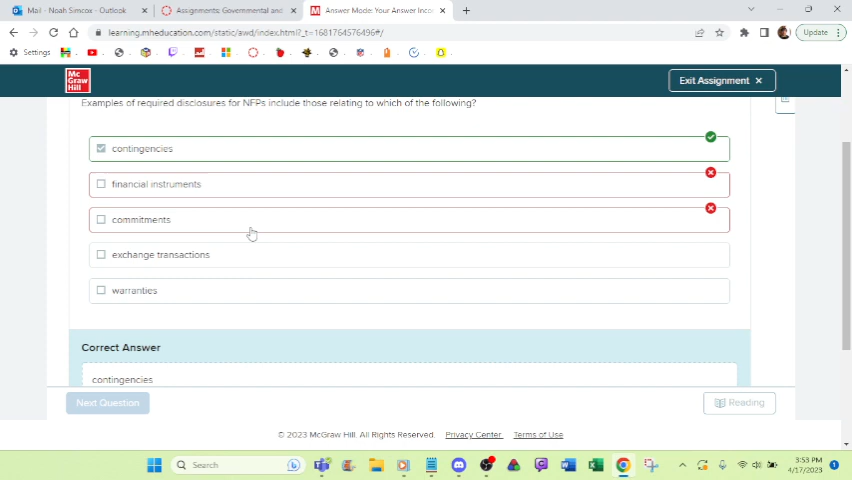 Mail - Noah Simcox - Outlook
Assignments: Governmental and
Answer Mode: Your Answer Inco
learning.mheducation.com/static/awd/index.html?_t=1681764576496#/
Update
Settings
Mc
Graw
Hill
Exit Assignment
Examples of required disclosures for NFPs include those relating to which of the following?
contingencies
financial instruments
commitments
exchange transactions
warranties
Correct Answer
contingencies
Next Question
Reading
© 2023 McGraw Hill. All Rights Reserved.
Privacy Center
Terms of Use
Search
3:53 PM
4/17/2023